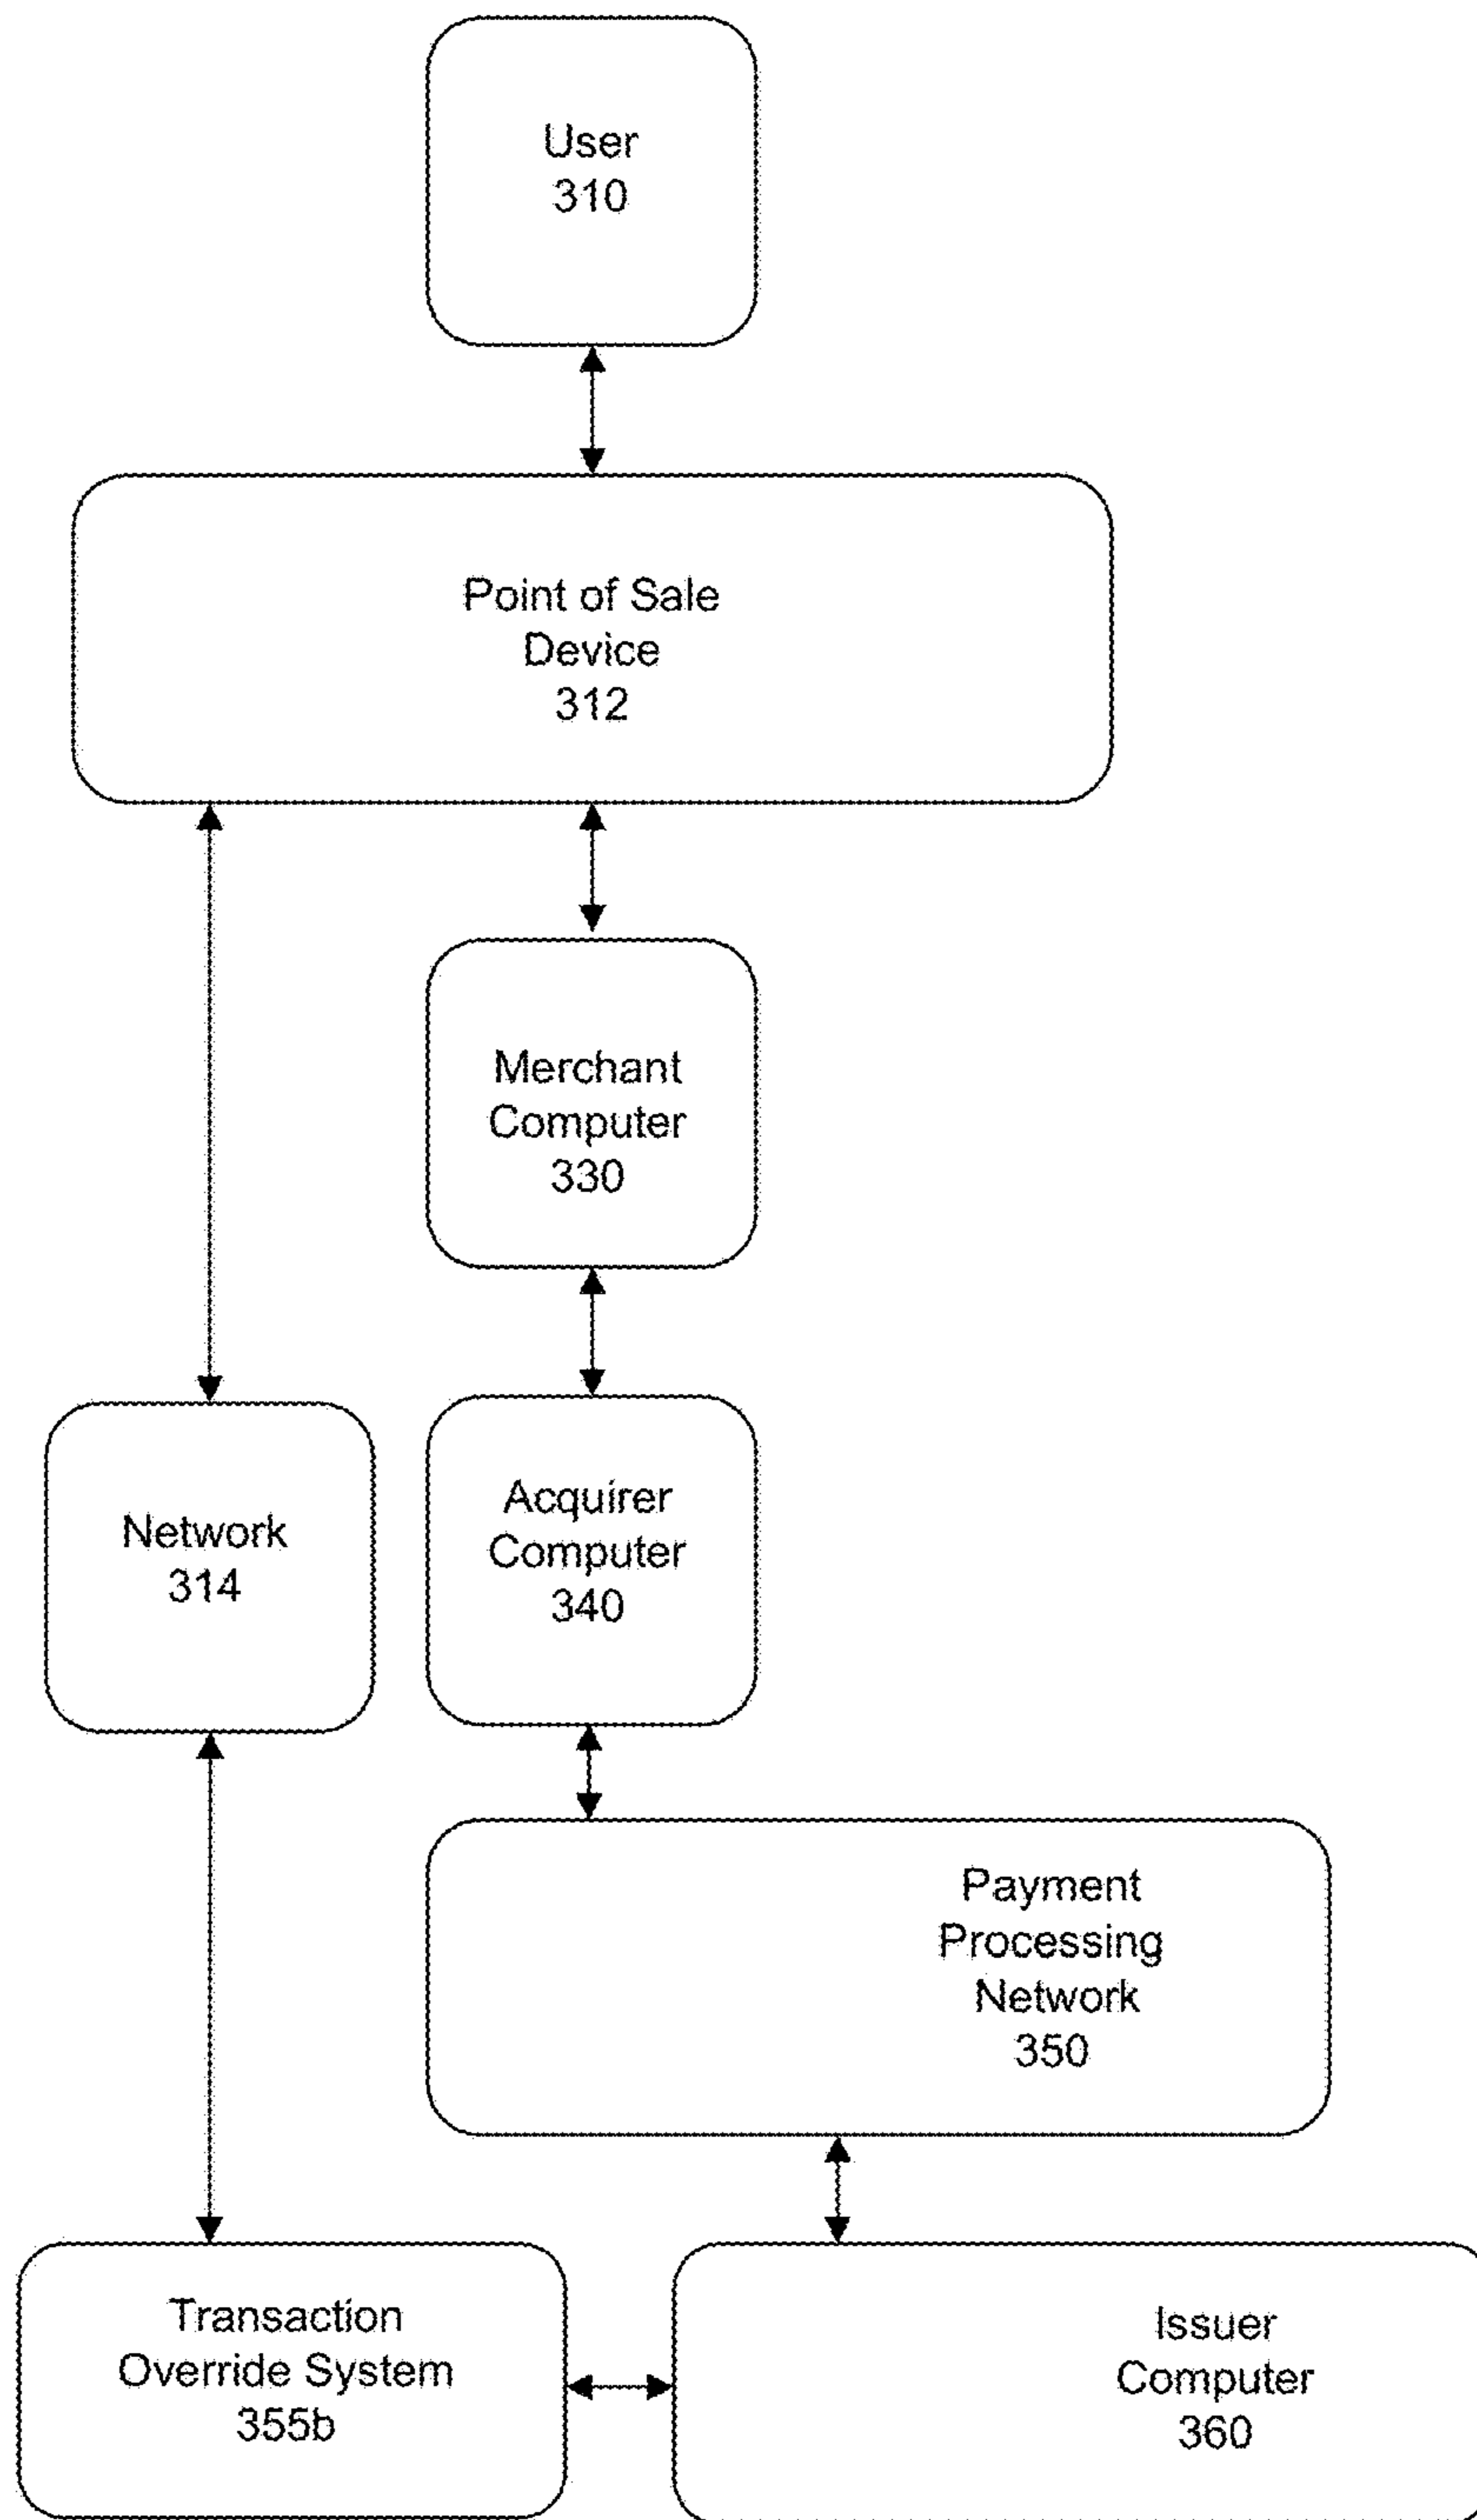 User
310
Point of Sale
Device
312
Merchant
Computer
330
Network
314
Acquirer
Computer
340
Payment
Processing
Network
350
Transaction
Override System
355b
Issuer
Computer
360